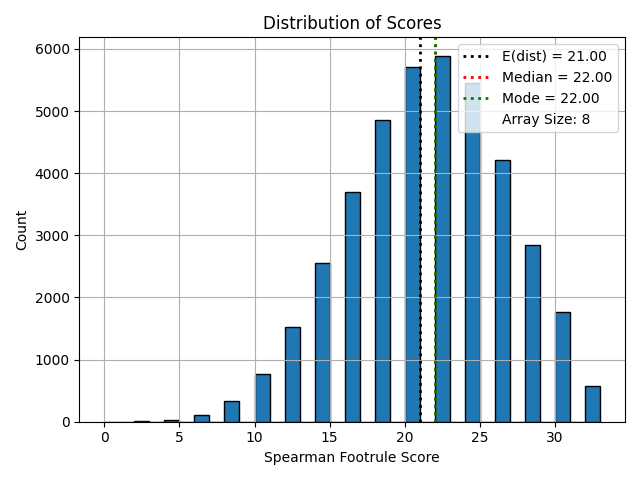 Distribution of Scores
E(dist) = 21.00
Median = 22.00
Mode = 22.00
Array Size: 8
Count
6000
5000
4000
3000
2000
1000
0
0 5 10 15 20 25 30
Spearman Footrule Score